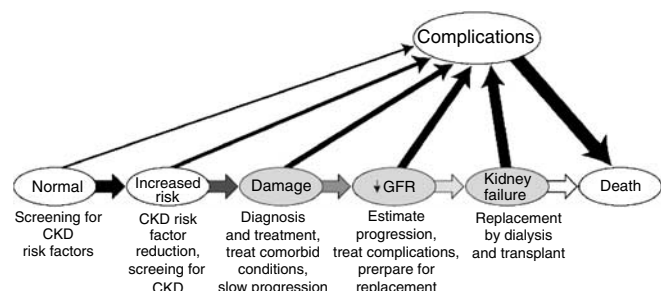 Complications
Normal
Increased
risk
Damage
↓ GFR
Kidney
failure
Death
Screening for
CKD
risk factors
CKD risk
factor
reduction,
screeing for
CKD
Diagnosis
and treatment,
treat comorbid
conditions,
slow progression
Estimate
progression,
treat complications,
prepare for
replacement
Replacement
by dialysis
and transplant